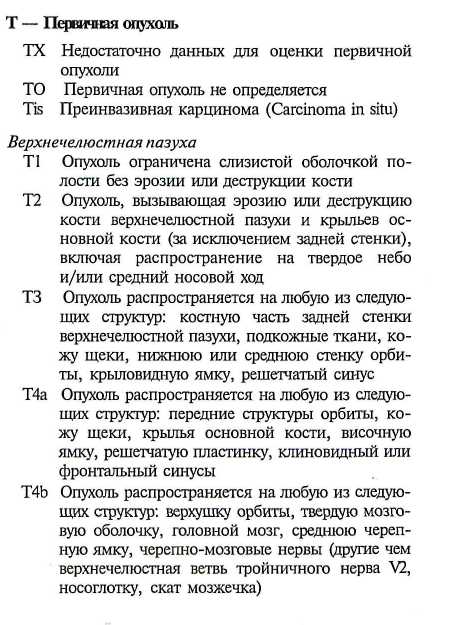 T — Первичная опухоль
TX Недостаточно данных для оценки первичной
опухоли
TO Первичная опухоль не определяется
Tis Преинвазивная карцинома (Carcinoma in situ)
Верхнечелюстная пазуха
T1 Опухоль ограничена слизистой оболочкой по-
лости без эрозии или деструкции кости
T2 Опухоль, вызывающая эрозию или деструкцию
кости верхнечелюстной пазухи и крыльев ос-
новной кости (за исключением задней стенки),
включая распространение на твердое небо
и/или средний носовой ход
T3 Опухоль распространяется на любую из следую-
щих структур: костную часть задней стенки
верхнечелюстной пазухи, подкожные ткани, ко-
жу щеки, нижнюю или среднюю стенку орби-
ты, крыловидную ямку, решетчатый синус
T4a Опухоль распространяется на любую из следую-
щих структур: передние структуры орбиты, ко-
жу щеки, крылья основной кости, височную
ямку, решетчатую пластинку, клиновидный или
фронтальный синусы
T4b Опухоль распространяется на любую из следую-
щих структур: верхушку орбиты, твердую мозго-
вую оболочку, головной мозг, среднюю череп-
ную ямку, черепно-мозговые нервы (другие чем
верхнечелюстная ветвь тройничного нерва V2,
носоглотку, скат мозжечка)